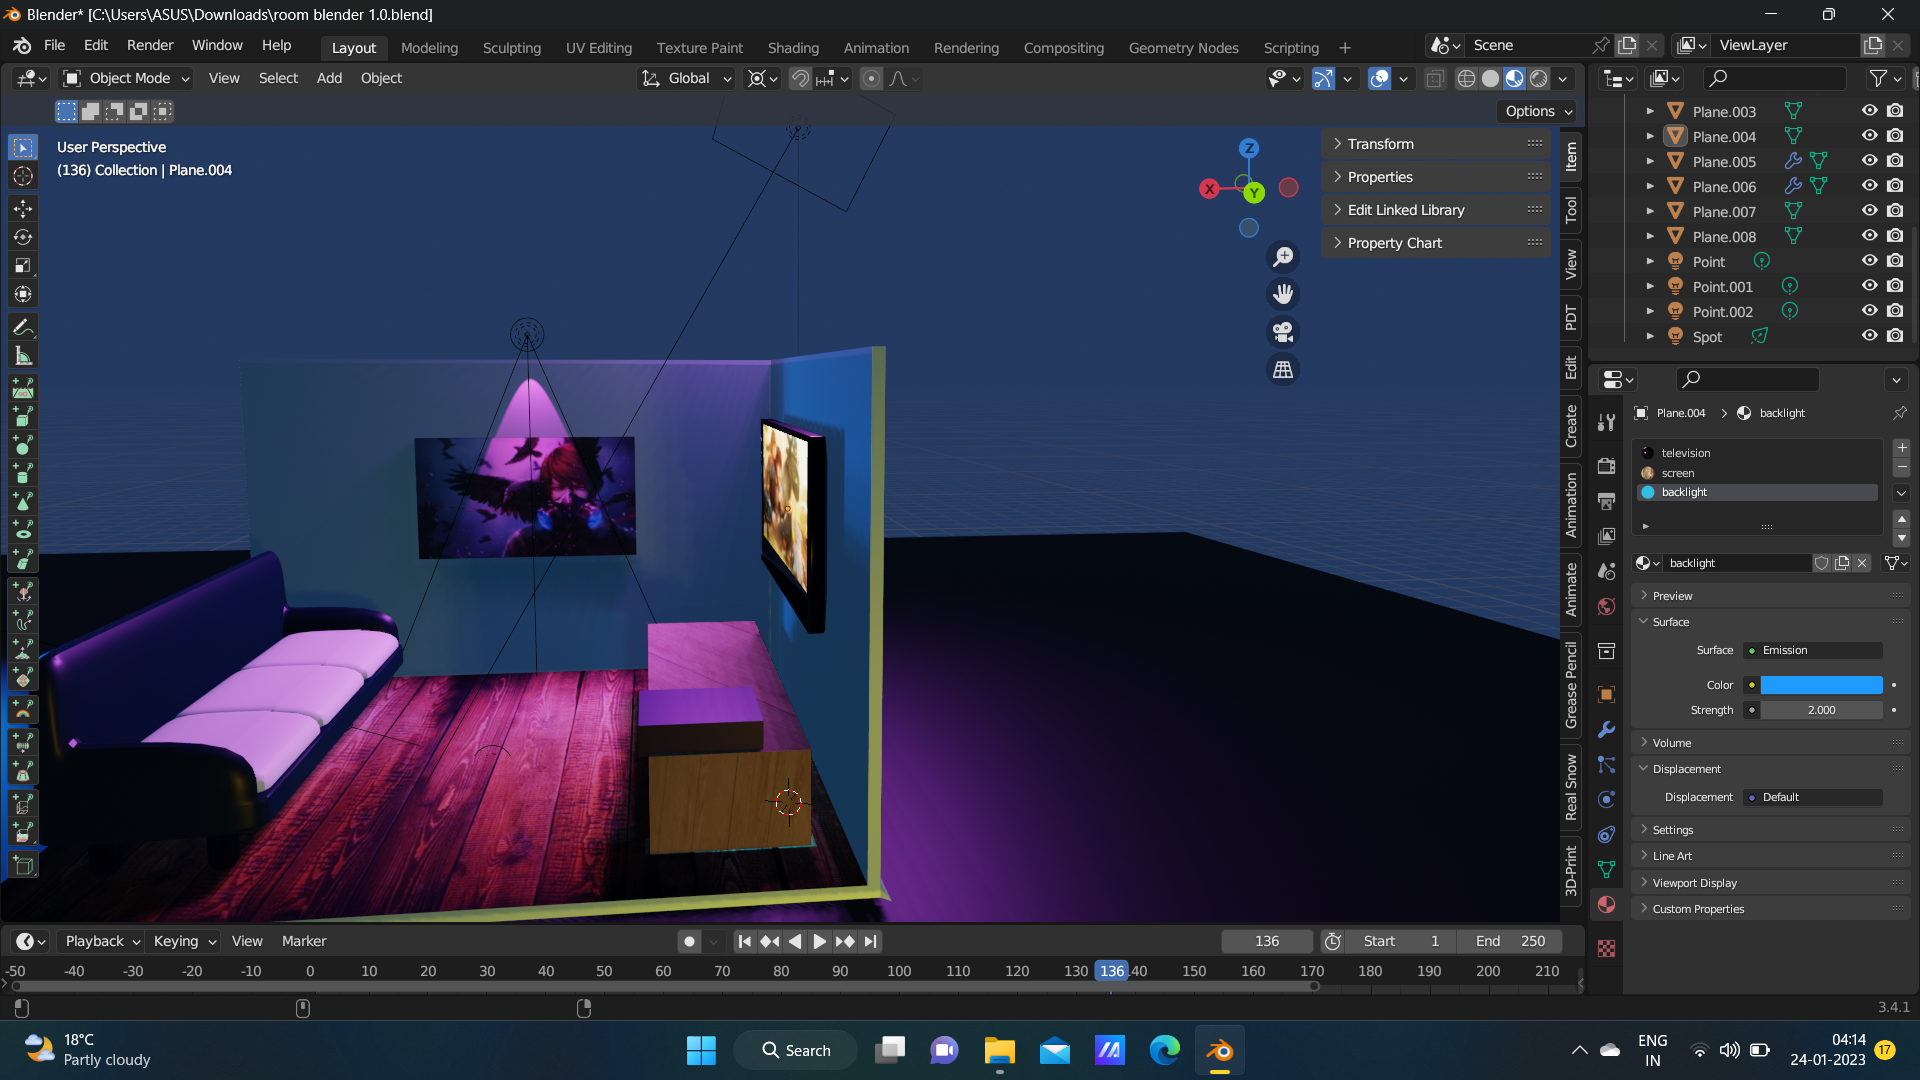 Blender* [C:\Users\ASUS\Downloads\room blender 1.0.blend]
File Edit Render Window Help
Layout Modeling Sculpting UV Editing Texture Paint Shading Animation Rendering Compositing Geometry Nodes Scripting +
Scene
ViewLayer
Object Mode View Select Add Object
Global
Options
User Perspective
(136) Collection | Plane.004
Z
X
Y
Transform
Properties
Edit Linked Library
Property Chart
Item
Tool
View
PDT
Edit
Create
Animation
Animate
Grease Pencil
Real Snow
3D-Print
Plane.003
Plane.004
Plane.005
Plane.006
Plane.007
Plane.008
Point
Point.001
Point.002
Spot
Plane.004 > backlight
television
screen
backlight
backlight
Preview
Surface
Surface Emission
Color
Strength 2.000
Volume
Displacement
Displacement Default
Settings
Line Art
Viewport Display
Custom Properties
Playback Keying View Marker
136
Start 1
End 250
-50 -40 -30 -20 -10 0 10 20 30 40 50 60 70 80 90 100 110 120 130 136 40 150 160 170 180 190 200 210
3.4.1
18°C
Partly cloudy
Search
ENG
IN
04:14
24-01-2023
17